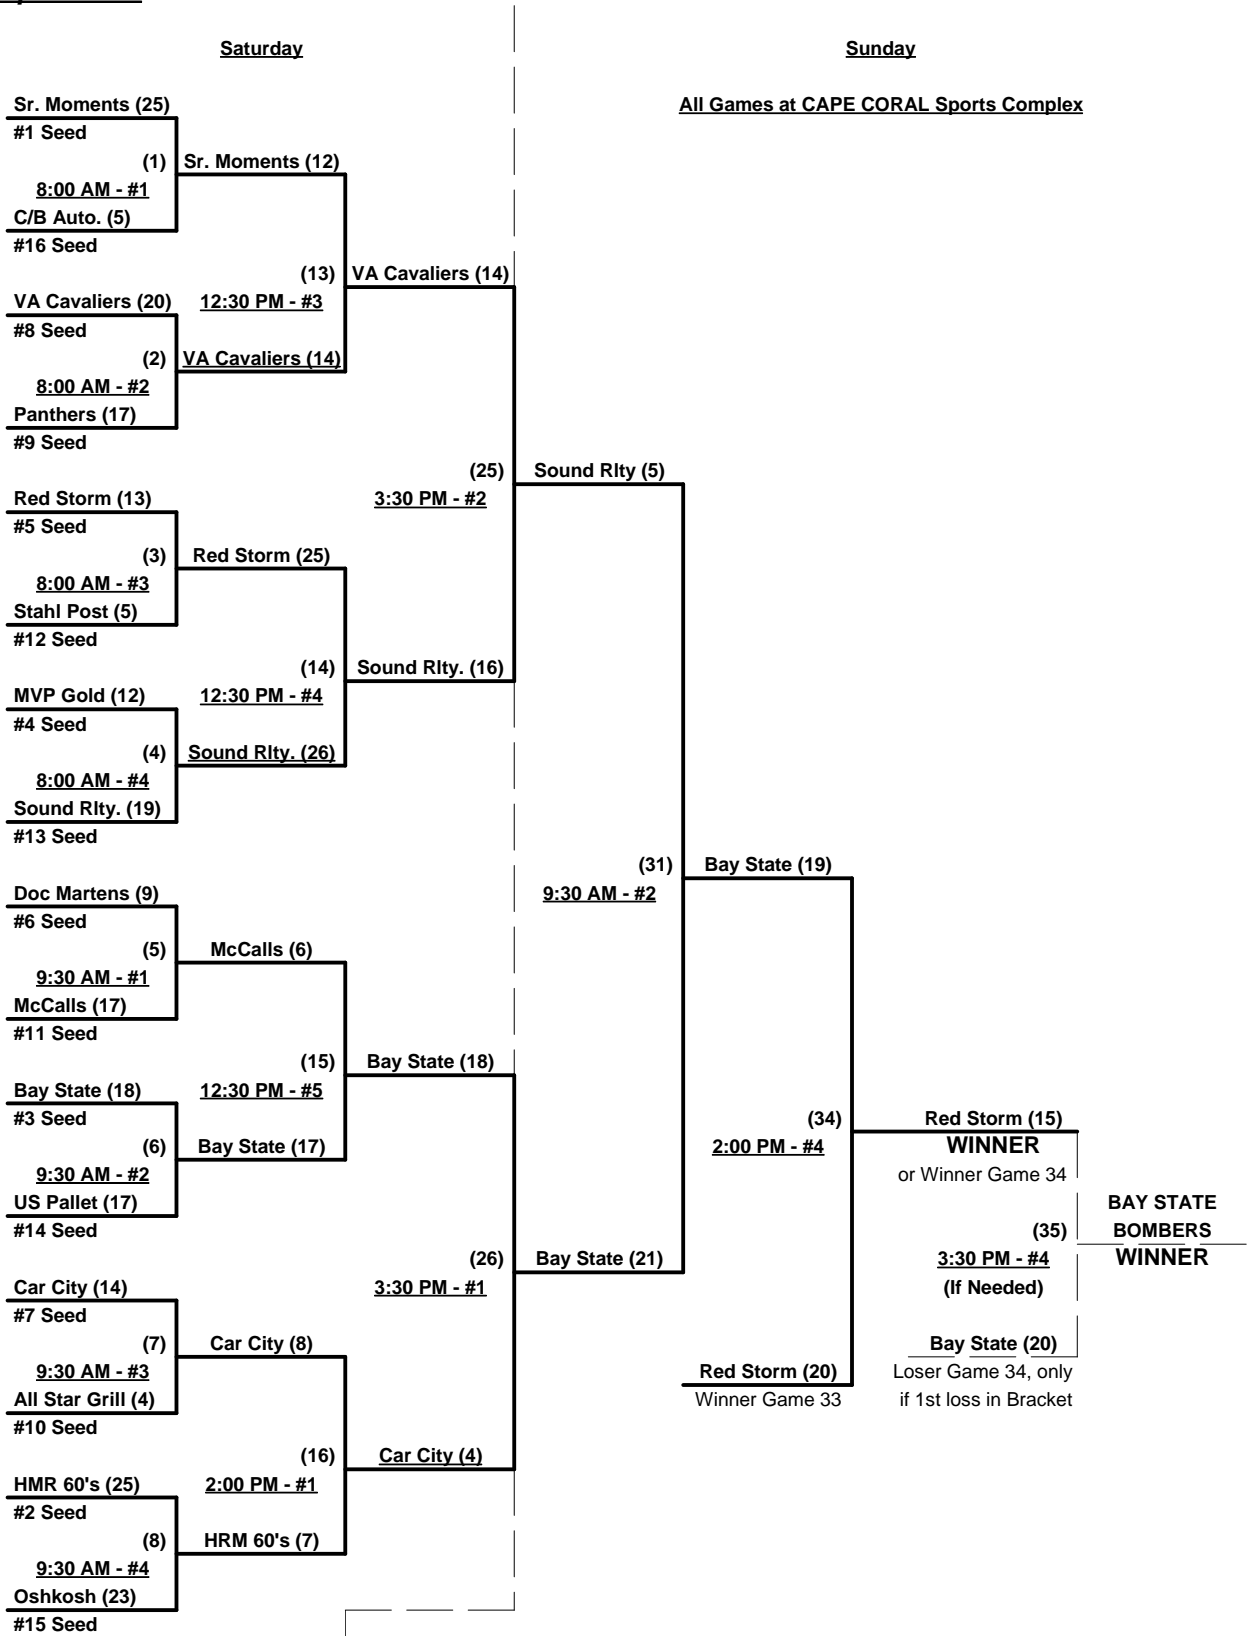 Saturday
Sunday
All Games at CAPE CORAL Sports Complex
Sr. Moments (25)
#1 Seed
(1)
8:00 AM - #1
C/B Auto. (5)
#16 Seed
Sr. Moments (12)
VA Cavaliers (20)
#8 Seed
(2)
8:00 AM - #2
Panthers (17)
#9 Seed
(13)
12:30 PM - #3
VA Cavaliers (14)
VA Cavaliers (14)
Red Storm (13)
#5 Seed
(3)
8:00 AM - #3
Stahl Post (5)
#12 Seed
Red Storm (25)
(25)
3:30 PM - #2
Sound Rlty (5)
MVP Gold (12)
#4 Seed
(4)
8:00 AM - #4
Sound Rlty. (19)
#13 Seed
(14)
12:30 PM - #4
Sound Rlty. (26)
Sound Rlty. (16)
Doc Martens (9)
#6 Seed
(5)
9:30 AM - #1
McCalls (17)
#11 Seed
McCalls (6)
(31)
9:30 AM - #2
Bay State (19)
Bay State (18)
#3 Seed
(6)
9:30 AM - #2
US Pallet (17)
#14 Seed
(15)
12:30 PM - #5
Bay State (17)
Bay State (18)
(34)
2:00 PM - #4
Red Storm (15)
WINNER
or Winner Game 34
BAY STATE
BOMBERS
WINNER
(35)
3:30 PM - #4
(If Needed)
Car City (14)
#7 Seed
(7)
9:30 AM - #3
All Star Grill (4)
#10 Seed
Car City (8)
(26)
3:30 PM - #1
Bay State (21)
Red Storm (20)
Winner Game 33
Bay State (20)
Loser Game 34, only
if 1st loss in Bracket
HMR 60's (25)
#2 Seed
(8)
9:30 AM - #4
Oshkosh (23)
#15 Seed
(16)
2:00 PM - #1
HRM 60's (7)
Car City (4)